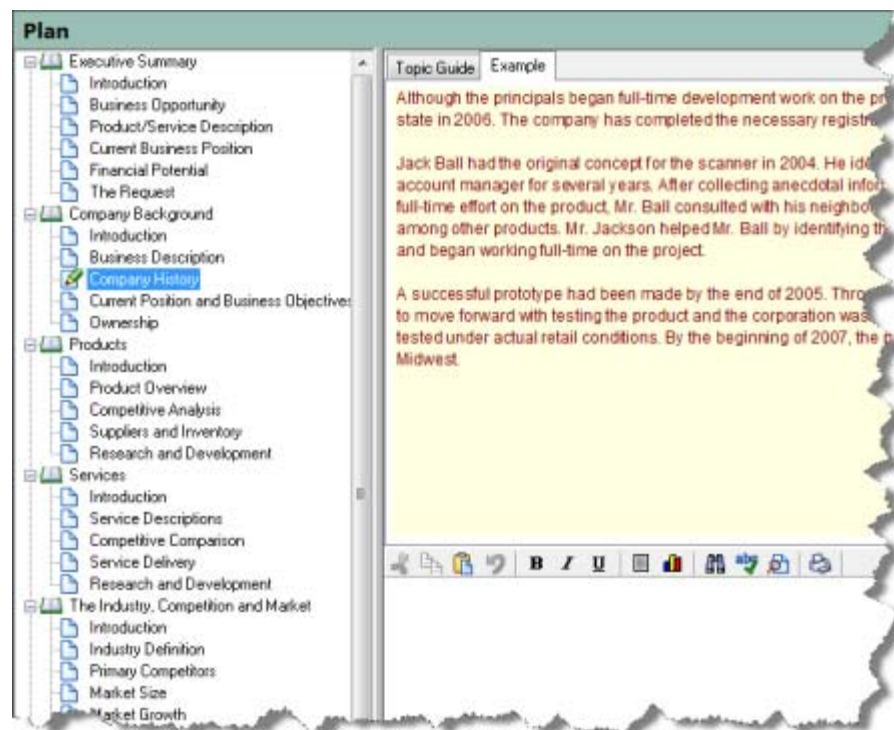 Plan
Executive Summary
Introduction
Business Opportunity
Product/Service Description
Current Business Position
Financial Potential
The Request
Company Background
Introduction
Business Description
Company History
Current Position and Business Objectives
Ownership
Products
Introduction
Product Overview
Competitive Analysis
Suppliers and Inventory
Research and Development
Services
Introduction
Service Descriptions
Competitive Comparison
Service Delivery
Research and Development
The Industry, Competition and Market
Introduction
Industry Definition
Primary Competitors
Market Size
Market Growth
Topic Guide Example
Although the principals began full-time development work on the
state in 2006. The company has completed the necessary
Jack Ball had the original concept for the scanner in 2004. He
account manager for several years. After collecting anecdotal
full-time effort on the product, Mr. Ball consulted with his
among other products. Mr. Jackson helped Mr. Ball by identifying
and began working full-time on the project.
A successful prototype had been made by the end of 2005.
to move forward with testing the product and the corporation was
tested under actual retail conditions. By the beginning of 2007, the
Midwest.
B I U